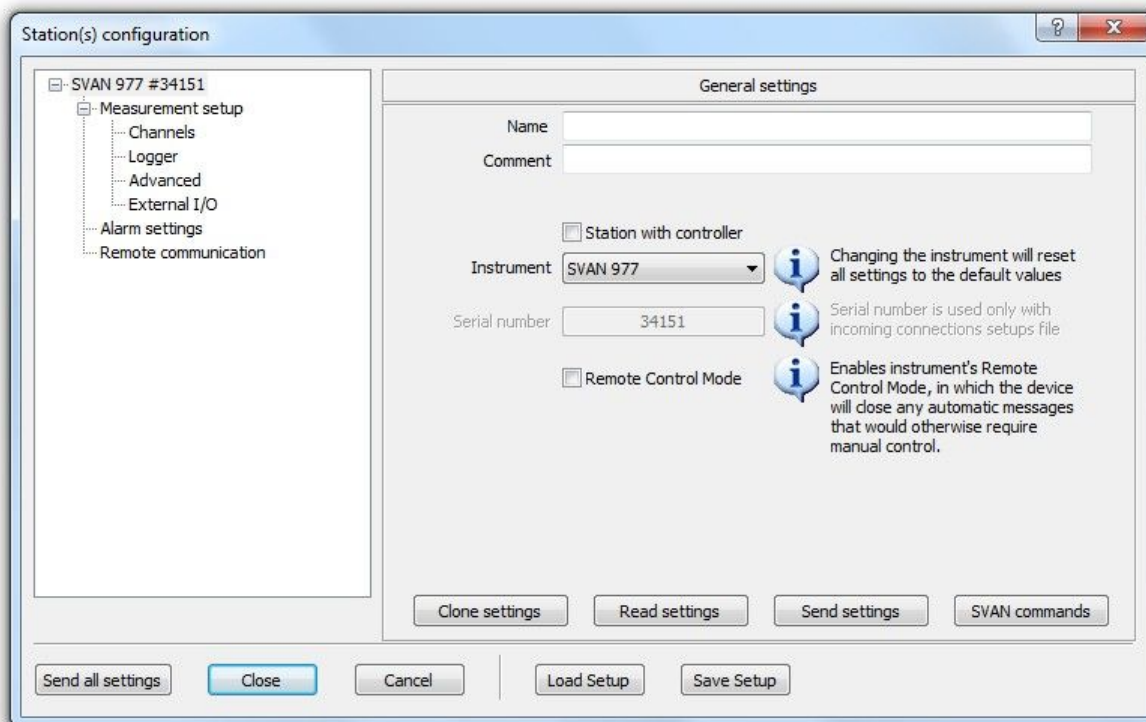 Station(s) configuration
SVAN 977 #34151
Measurement setup
Channels
Logger
Advanced
External I/O
Alarm settings
Remote communication
General settings
Name
Comment
Station with controller
Instrument
SVAN 977
Changing the instrument will reset
all settings to the default values
Serial number
34151
Serial number is used only with
incoming connections setups file
Remote Control Mode
Enables instrument's Remote
Control Mode, in which the device
will close any automatic messages
that would otherwise require
manual control.
Clone settings
Read settings
Send settings
SVAN commands
Send all settings
Close
Cancel
Load Setup
Save Setup